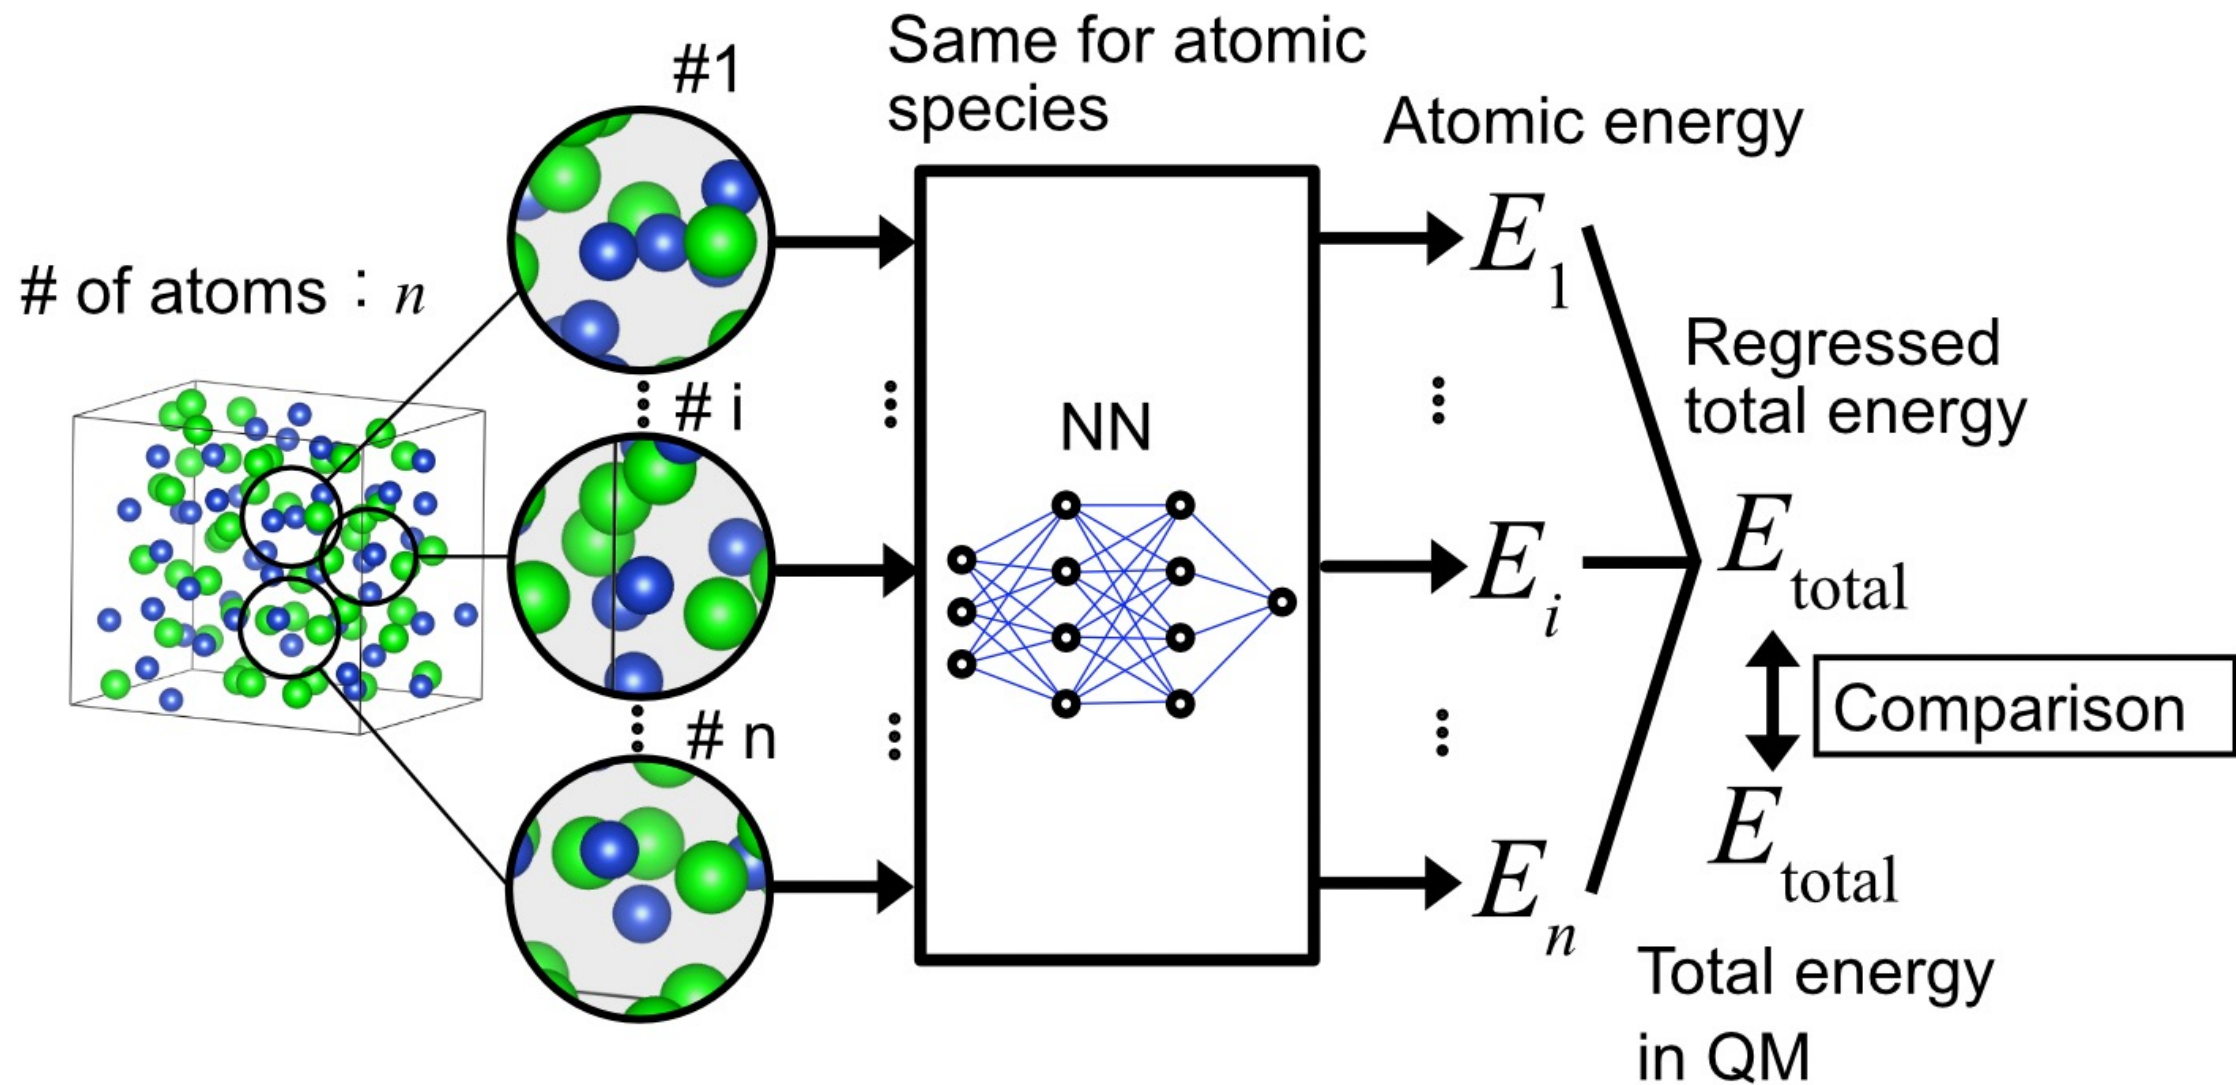 #1
Same for atomic
species
Atomic energy
# of atoms : n
E1
Regressed
total energy
# i
NN
Ei
Etotal
Comparison
# n
Etotal
En
Total energy
in QM